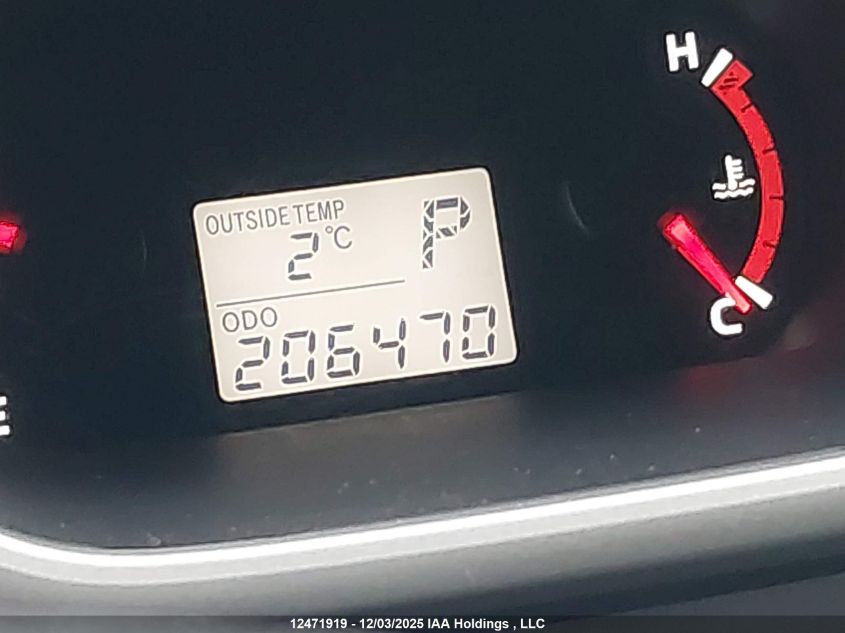 H
OUTSIDE TEMP
2°C
P
ODO
206470
C
E
12471919 - 12/03/2025 IAA Holdings , LLC